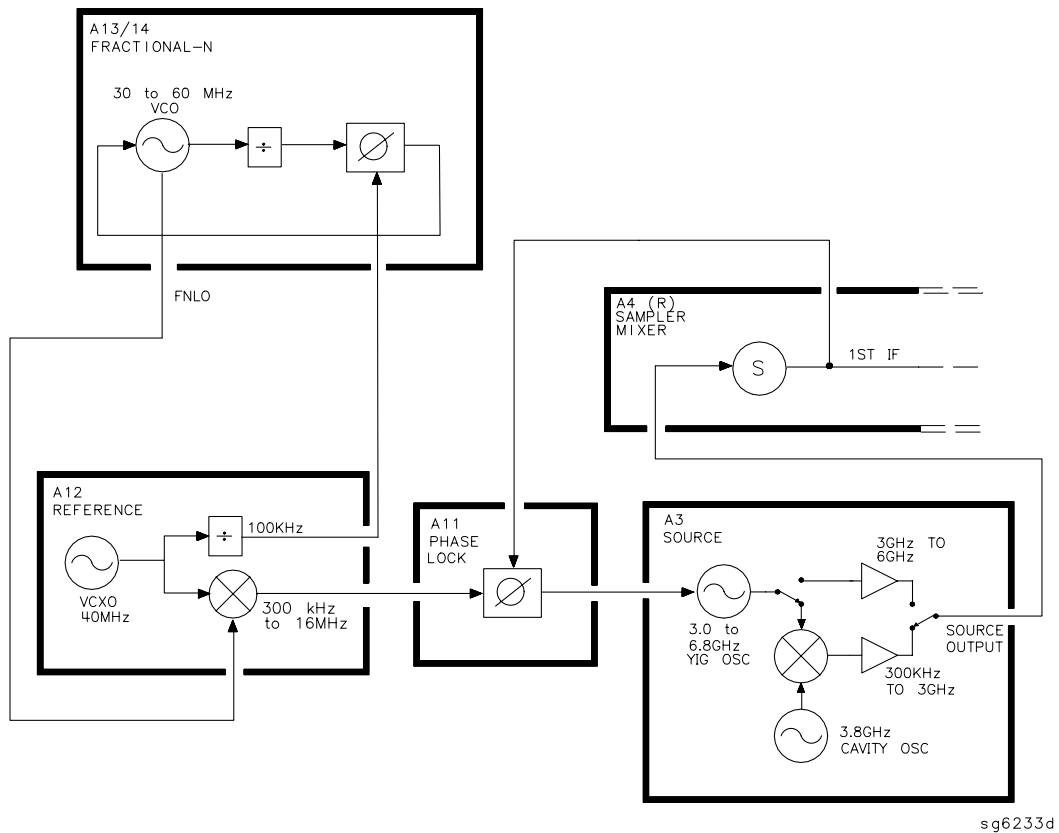 A13/14
FRACTIONAL-N
30 to 60 MHz
VCO
÷
FNLO
A4 (R)
SAMPLER
MIXER
S
1ST IF
A12
REFERENCE
÷
100KHz
VCXO
40MHz
300 kHz
to 16MHz
A11
PHASE
LOCK
A3
SOURCE
3GHz TO
6GHz
3.0 to
6.8GHz
YIG OSC
SOURCE
OUTPUT
300KHz
TO 3GHz
3.8GHz
CAVITY OSC
sg6233d